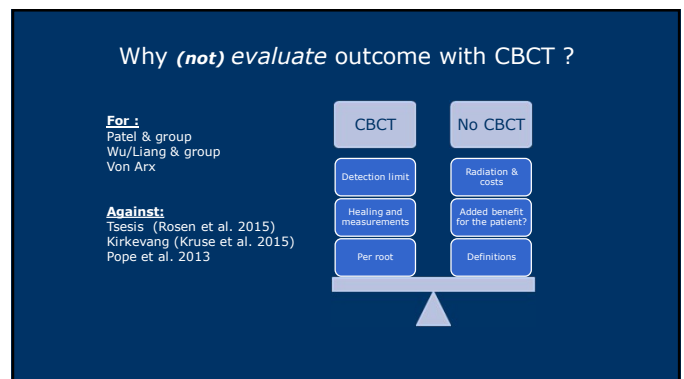 Why (not) evaluate outcome with CBCT ?
For :
Patel & group
Wu/Liang & group
Von Arx
Against:
Tsesis (Rosen et al. 2015)
Kirkevang (Kruse et al. 2015)
Pope et al. 2013
CBCT
Detection limit
Healing and
measurements
Per root
No CBCT
Radiation &
costs
Added benefit
for the patient?
Definitions